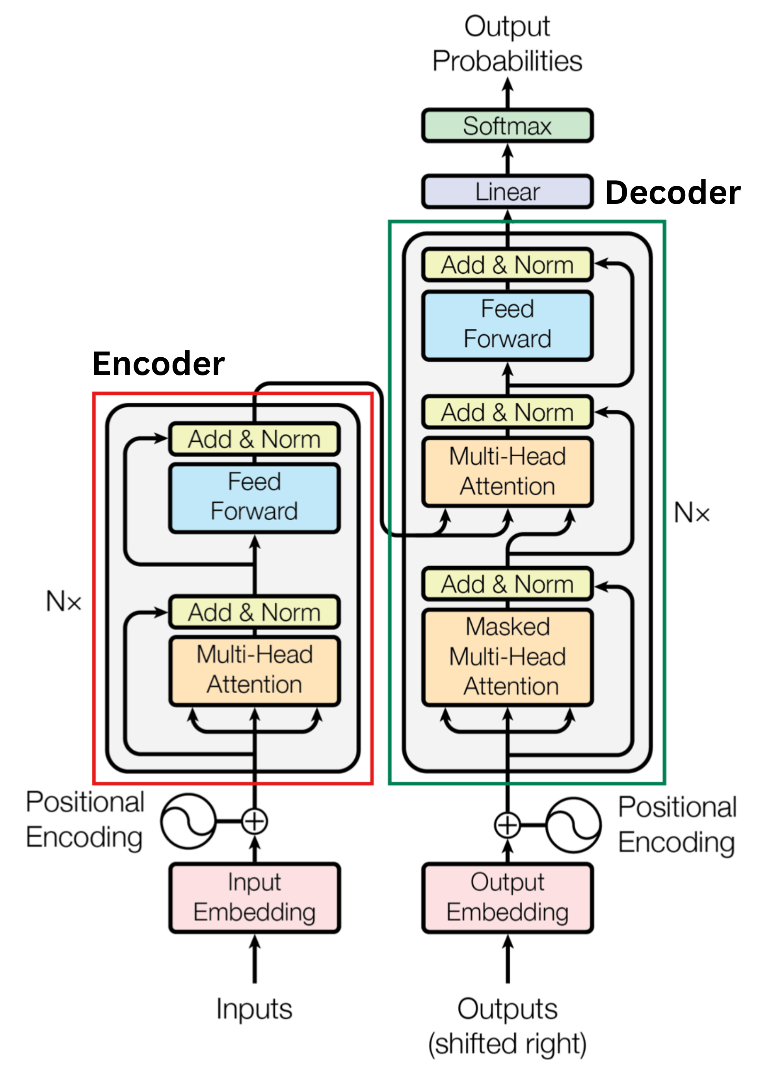 Output
Probabilities
Softmax
Linear
Decoder
Add & Norm
Feed
Forward
Add & Norm
Multi-Head
Attention
Nx
Add & Norm
Masked
Multi-Head
Attention
Encoder
Add & Norm
Feed
Forward
Nx
Add & Norm
Multi-Head
Attention
Positional
Encoding
Positional
Encoding
Input
Embedding
Output
Embedding
Inputs
Outputs
(shifted right)